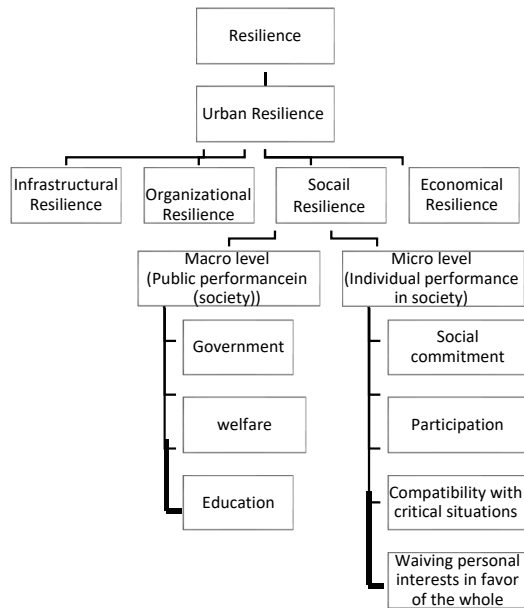 Resilience
Urban Resilience
Infrastructural
Resilience
Organizational
Resilience
Socail
Resilience
Economical
Resilience
Macro level
(Public performancein
(society))
Micro level
(Individual performance
in society)
Government
welfare
Education
Social
commitment
Participation
Compatibility with
critical situations
Waiving personal
interests in favor
of the whole